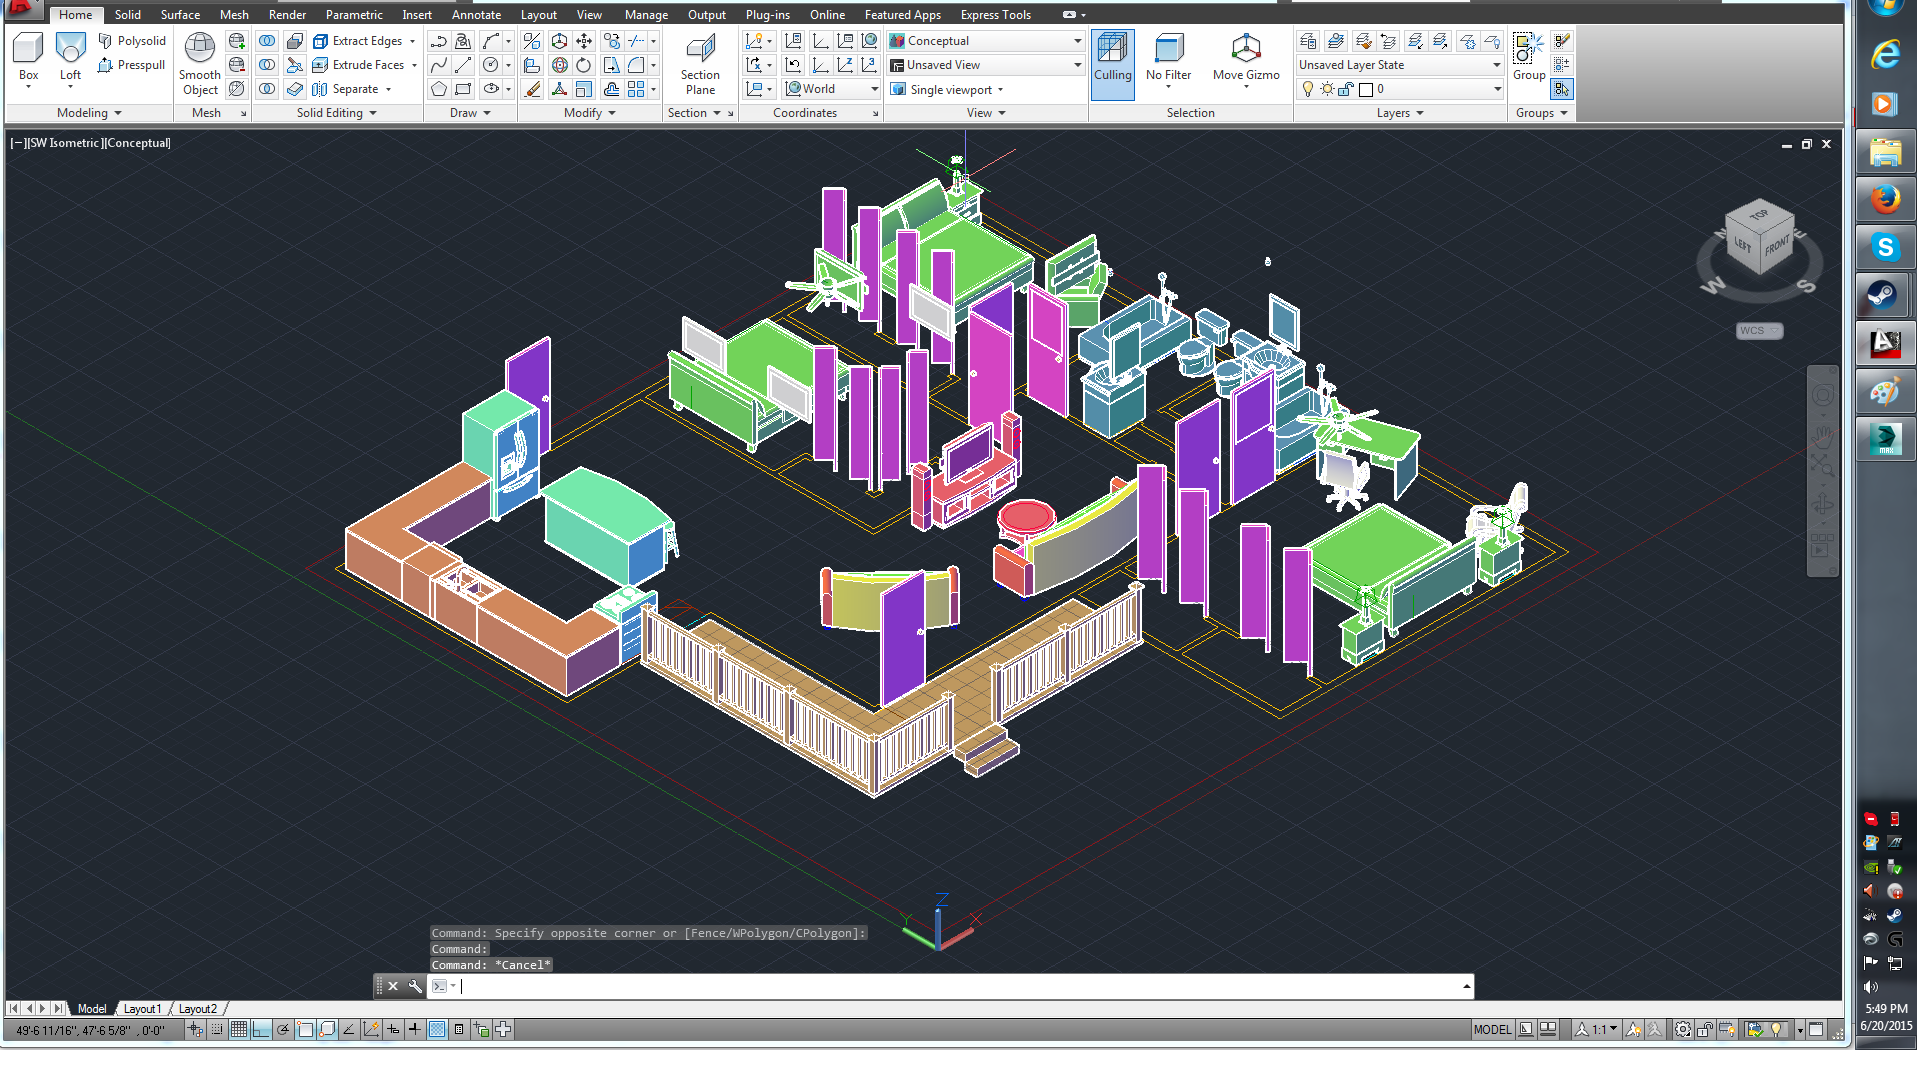 Home Solid Surface Mesh Render Parametric Insert Annotate Layout View Manage Output Plug-ins Online Featured Apps Express Tools
Box
Loft
Polysolid
Presspull
Modeling
Smooth
Object
Mesh
Extract Edges
Extrude Faces
Separate
Solid Editing
Draw
Modify
Section
Plane
Section
World
Coordinates
Conceptual
Unsaved View
Single viewport
View
Culling
No Filter
Move Gizmo
Selection
Unsaved Layer State
0
Layers
Group
Groups
[−][SW Isometric][Conceptual]
TOP
LEFT
FRONT
N
E
W
S
WCS
MAX
Z
Y
X
Command: Specify opposite corner or [Fence/WPolygon/CPolygon]:
Command:
Command: *Cancel*
Model Layout1 Layout2
49'-6 11/16", 47'-6 5/8" , 0'-0"
MODEL
1:1
5:49 PM
6/20/2015